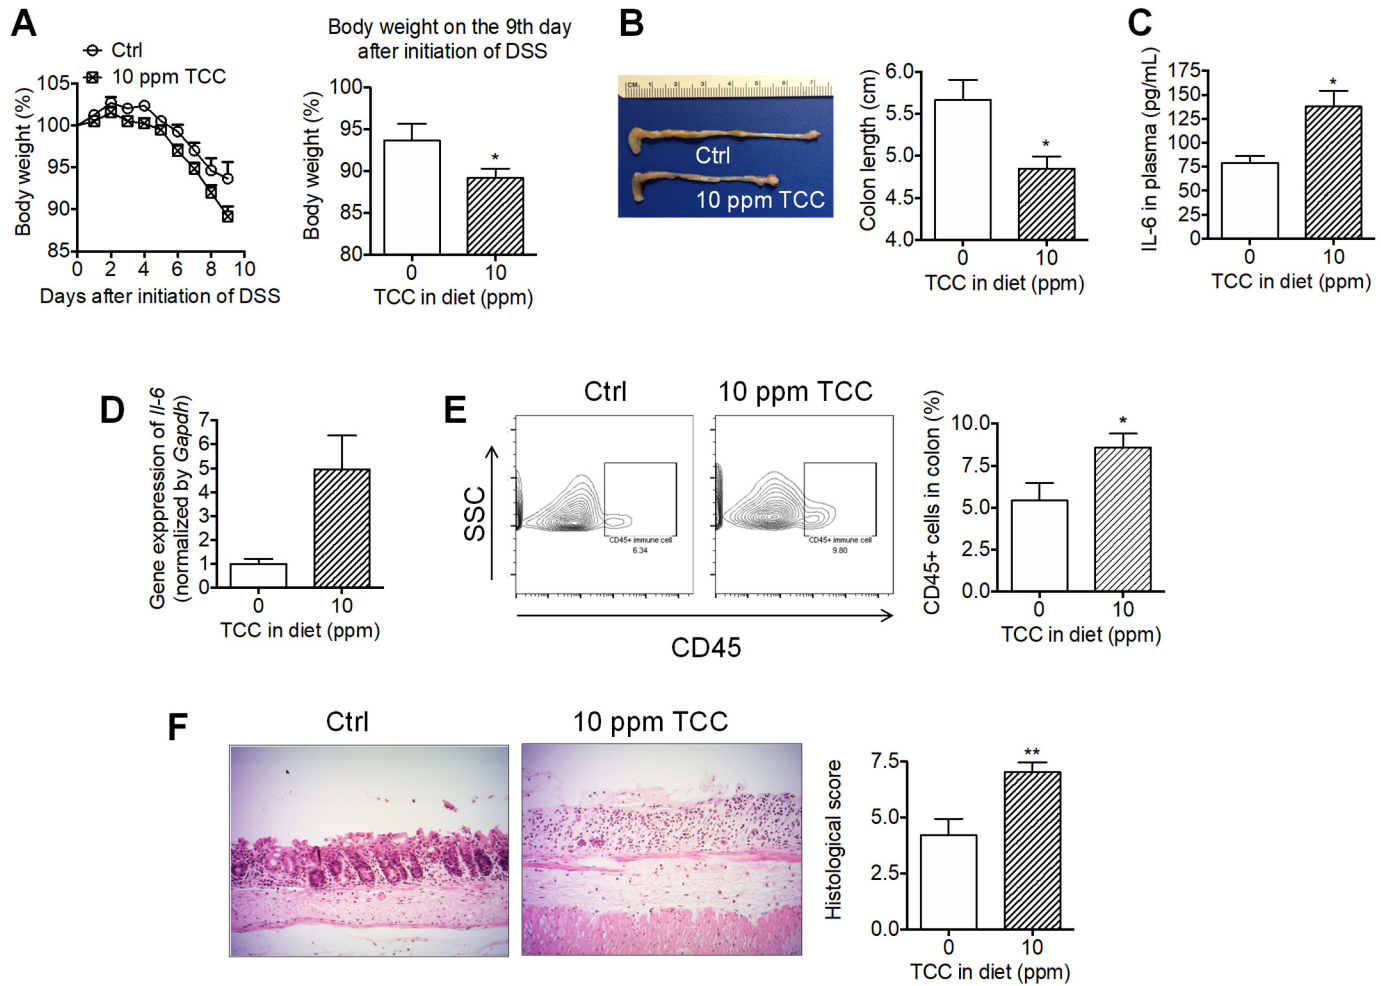 A
Ctrl
10 ppm TCC
Body weight (%)
105
100
95
90
85
0 2 4 6 8 10
Days after initiation of DSS
Body weight on the 9th day
after initiation of DSS
Body weight (%)
100
95
90
85
80
*
0 10
TCC in diet (ppm)
B
CM 1 2 3 4 5 6 7
Ctrl
10 ppm TCC
Colon length (cm)
6.0
5.5
5.0
4.5
4.0
*
0 10
TCC in diet (ppm)
C
IL-6 in plasma (pg/mL)
175
150
125
100
75
50
25
0
*
0 10
TCC in diet (ppm)
D
Gene exppression of Il-6
(normalized by Gapdh)
7
6
5
4
3
2
1
0
0 10
TCC in diet (ppm)
E
Ctrl
10 ppm TCC
SSC
CD45+ immune cell
6.34
CD45+ immune cell
9.80
CD45
CD45+ cells in colon (%)
10.0
7.5
5.0
2.5
0.0
*
0 10
TCC in diet (ppm)
F
Ctrl
10 ppm TCC
Histological score
7.5
5.0
2.5
0.0
**
0 10
TCC in diet (ppm)